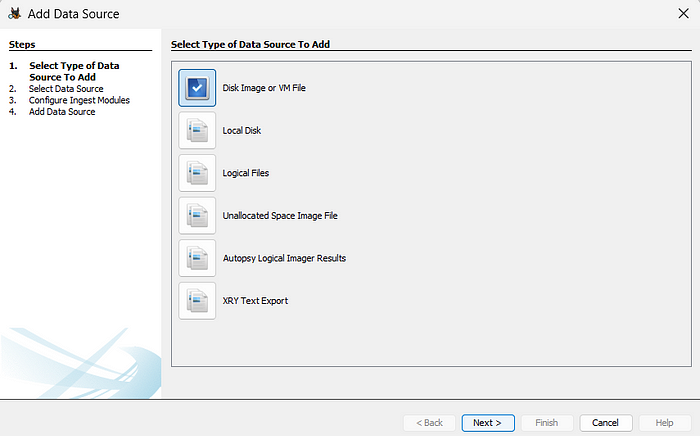 Add Data Source
Steps
1. Select Type of Data
Source To Add
2. Select Data Source
3. Configure Ingest Modules
4. Add Data Source
Select Type of Data Source To Add
Disk Image or VM File
Local Disk
Logical Files
Unallocated Space Image File
Autopsy Logical Imager Results
XRY Text Export
< Back
Next >
Finish
Cancel
Help